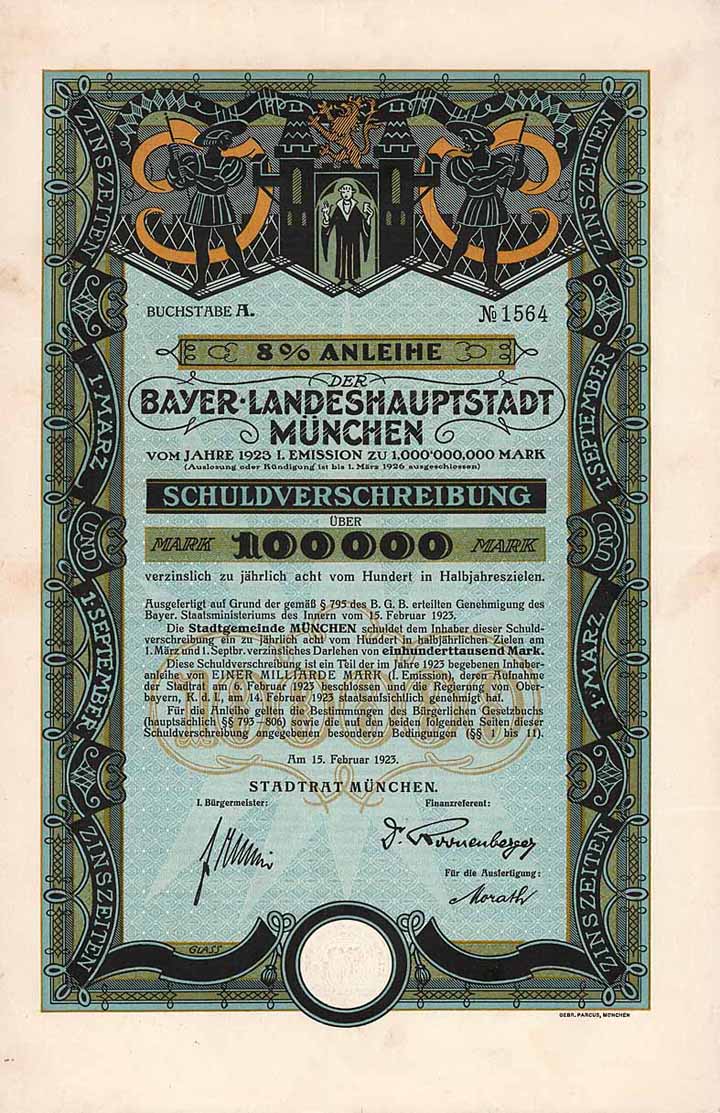 ZINSZEITEN
ZINSZEITEN
BUCHSTABE A.
№ 1564
8% ANLEIHE
DER
BAYER·LANDESHAUPTSTADT
MÜNCHEN
VOM JAHRE 1923 I. EMISSION ZU 1,000'000,000 MARK
(Auslosung oder Kündigung ist bis 1. März 1926 ausgeschlossen)
SCHULDVERSCHREIBUNG
ÜBER
MARK 100000 MARK
verzinslich zu jährlich acht vom Hundert in Halbjahreszielen.
Ausgefertigt auf Grund der gemäß § 795 des B. G. B. erteilten Genehmigung des
Bayer. Staatsministeriums des Innern vom 15. Februar 1923.
Die Stadtgemeinde MÜNCHEN schuldet dem Inhaber dieser Schuld-
verschreibung ein zu jährlich acht vom Hundert in halbjährlichen Zielen am
1. März und 1. Septbr. verzinsliches Darlehen von einhunderttausend Mark.
Diese Schuldverschreibung ist ein Teil der im Jahre 1923 begebenen Inhaber-
anleihe von EINER MILLIARDE MARK (I. Emission), deren Aufnahme
der Stadtrat am 6. Februar 1923 beschlossen und die Regierung von Ober-
bayern, K. d. I., am 14. Februar 1923 staatsaufsichtlich genehmigt hat.
Für die Anleihe gelten die Bestimmungen des Bürgerlichen Gesetzbuchs
(hauptsächlich §§ 793–806) sowie die auf den beiden folgenden Seiten dieser
Schuldverschreibung angegebenen besonderen Bedingungen (§§ 1 bis 11).
100000
Am 15. Februar 1923.
STADTRAT MÜNCHEN.
I. Bürgermeister:
Finanzreferent:
Für die Ausfertigung:
Morath
1. MÄRZ
UND
1. SEPTEMBER
ZINSZEITEN
1. SEPTEMBER
UND
1. MÄRZ
ZINSZEITEN
GLASS
GEBR. PARCUS, MÜNCHEN